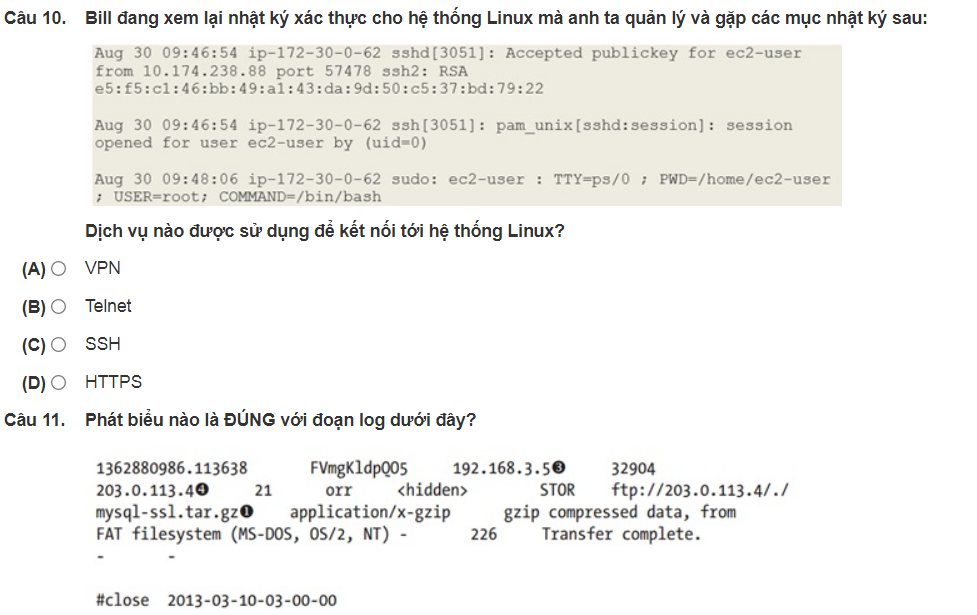 Câu 10. Bill đang xem lại nhật ký xác thực cho hệ thống Linux mà anh ta quản lý và gặp các mục nhật ký sau:
Aug 30 09:46:54 ip-172-30-0-62 sshd[3051]: Accepted publickey for ec2-user
from 10.174.238.88 port 57478 ssh2: RSA
e5:f5:c1:46:bb:49:a1:43:da:9d:50:c5:37:bd:79:22
Aug 30 09:46:54 ip-172-30-0-62 ssh[3051]: pam_unix[sshd:session]: session
opened for user ec2-user by (uid=0)
Aug 30 09:48:06 ip-172-30-0-62 sudo: ec2-user : TTY=ps/0 ; PWD=/home/ec2-user
; USER=root; COMMAND=/bin/bash
Dịch vụ nào được sử dụng để kết nối tới hệ thống Linux?
(A) VPN
(B) Telnet
(C) SSH
(D) HTTPS
Câu 11. Phát biểu nào là ĐÚNG với đoạn log dưới đây?
1362880986.113638 FVmgKldpQO5 192.168.3.5❸ 32904
203.0.113.4❹ 21 orr <hidden> STOR ftp://203.0.113.4/./
mysql-ssl.tar.gz❶ application/x-gzip gzip compressed data, from
FAT filesystem (MS-DOS, OS/2, NT) - 226 Transfer complete.
- -
#close 2013-03-10-03-00-00